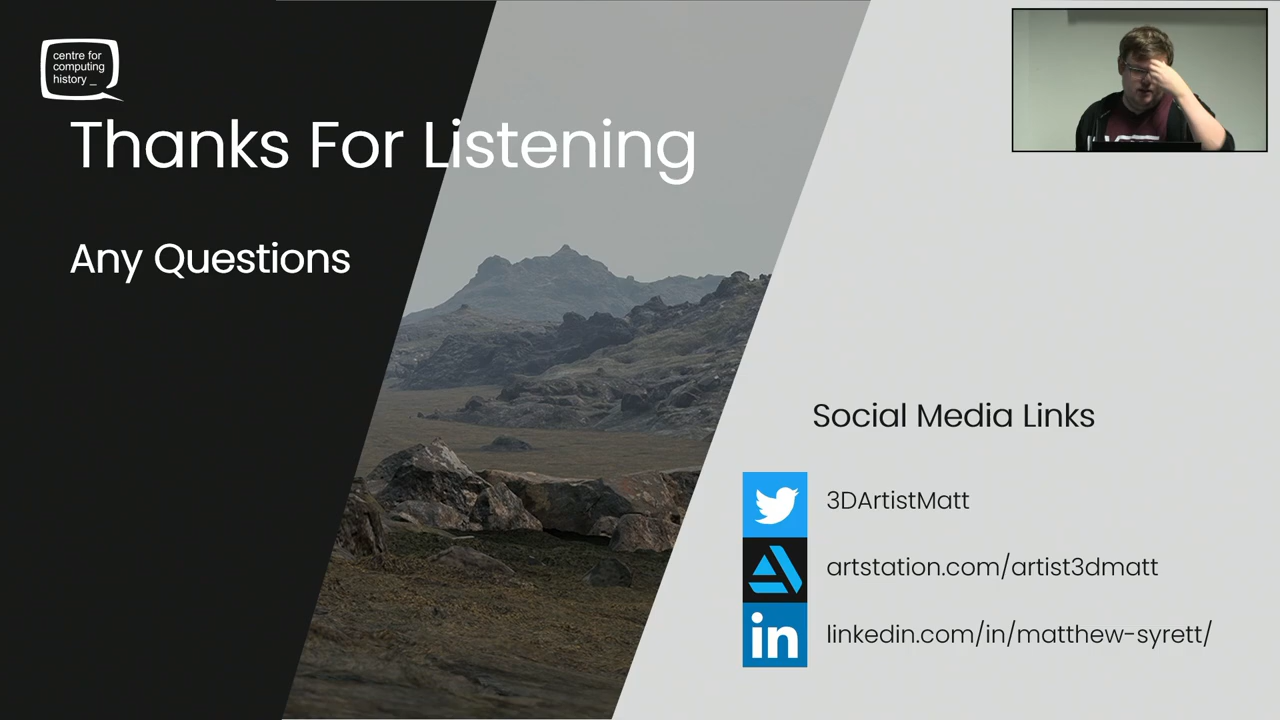 centre for
computing
history _
Thanks For Listening
Any Questions
Social Media Links
3DArtistMatt
artstation.com/artist3dmatt
in
linkedin.com/in/matthew-syrett/